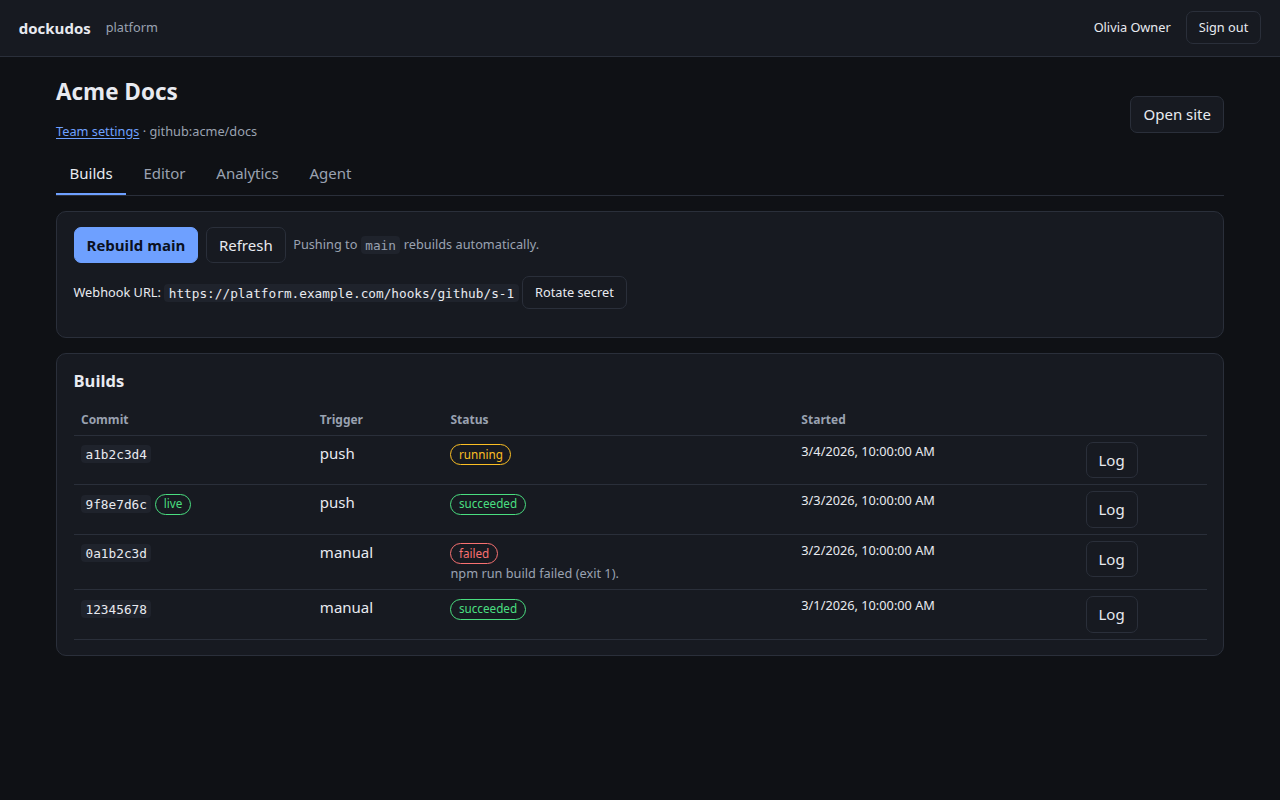 dockudos platform Olivia Owner Sign out
Acme Docs
Open site
Team settings · github:acme/docs
Builds Editor Analytics Agent
Rebuild main Refresh Pushing to main rebuilds automatically.
Webhook URL: https://platform.example.com/hooks/github/s-1 Rotate secret
Builds
Commit Trigger Status Started
a1b2c3d4 push running 3/4/2026, 10:00:00 AM Log
9f8e7d6c live push succeeded 3/3/2026, 10:00:00 AM Log
0a1b2c3d manual failed 3/2/2026, 10:00:00 AM Log
npm run build failed (exit 1).
12345678 manual succeeded 3/1/2026, 10:00:00 AM Log